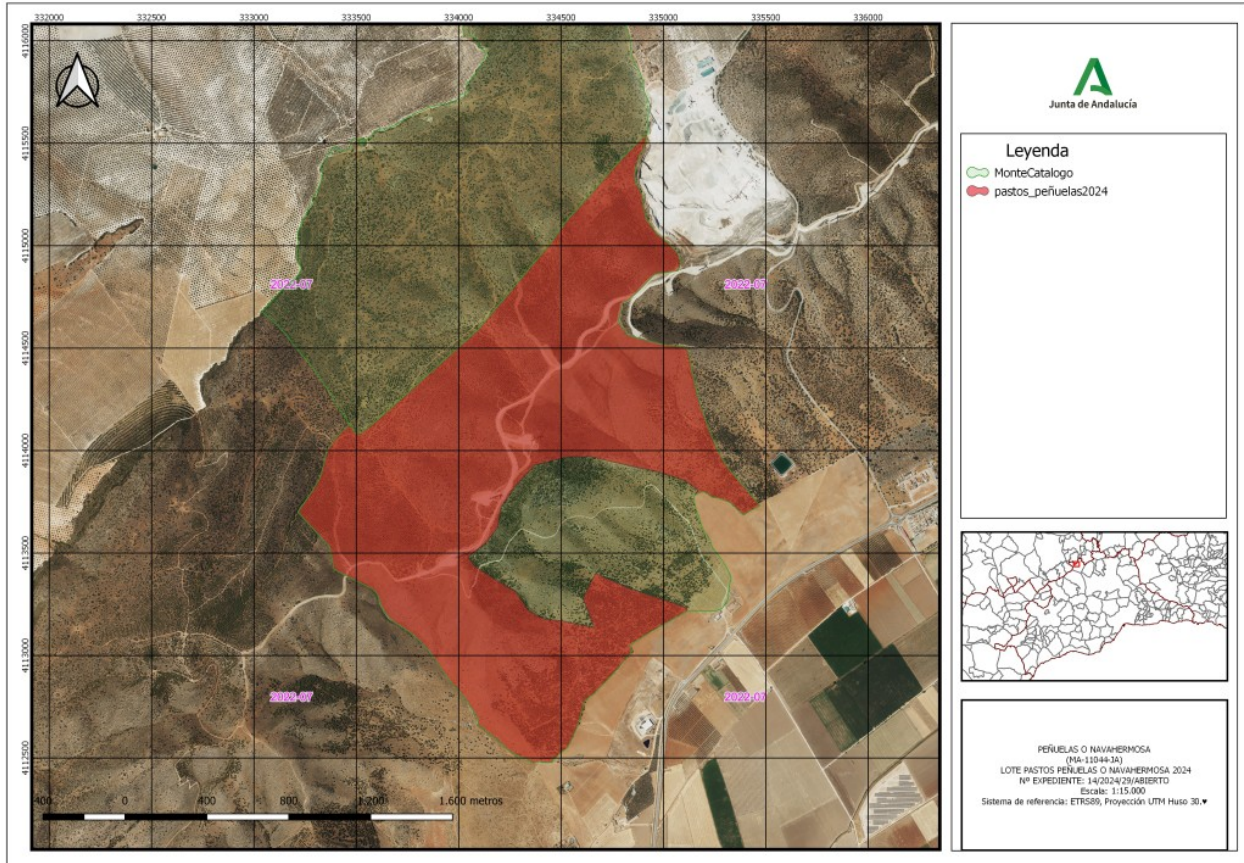 332000 332500 333000 333500 334000 334500 335000 335500 336000
4116000
4115500
4115000
4114500
4114000
4113500
4113000
4112500
2022-07 2022-07
2022-07 2022-07
400 0 400 800 1.200 1.600 metros
Junta de Andalucía
Leyenda
MonteCatalogo
pastos_peñuelas2024
PEÑUELAS O NAVAHERMOSA
(MA-11044-JA)
LOTE PASTOS PEÑUELAS O NAVAHERMOSA 2024
Nº EXPEDIENTE: 14/2024/29/ABIERTO
Escala: 1:15.000
Sistema de referencia: ETRS89, Proyección UTM Huso 30.♥